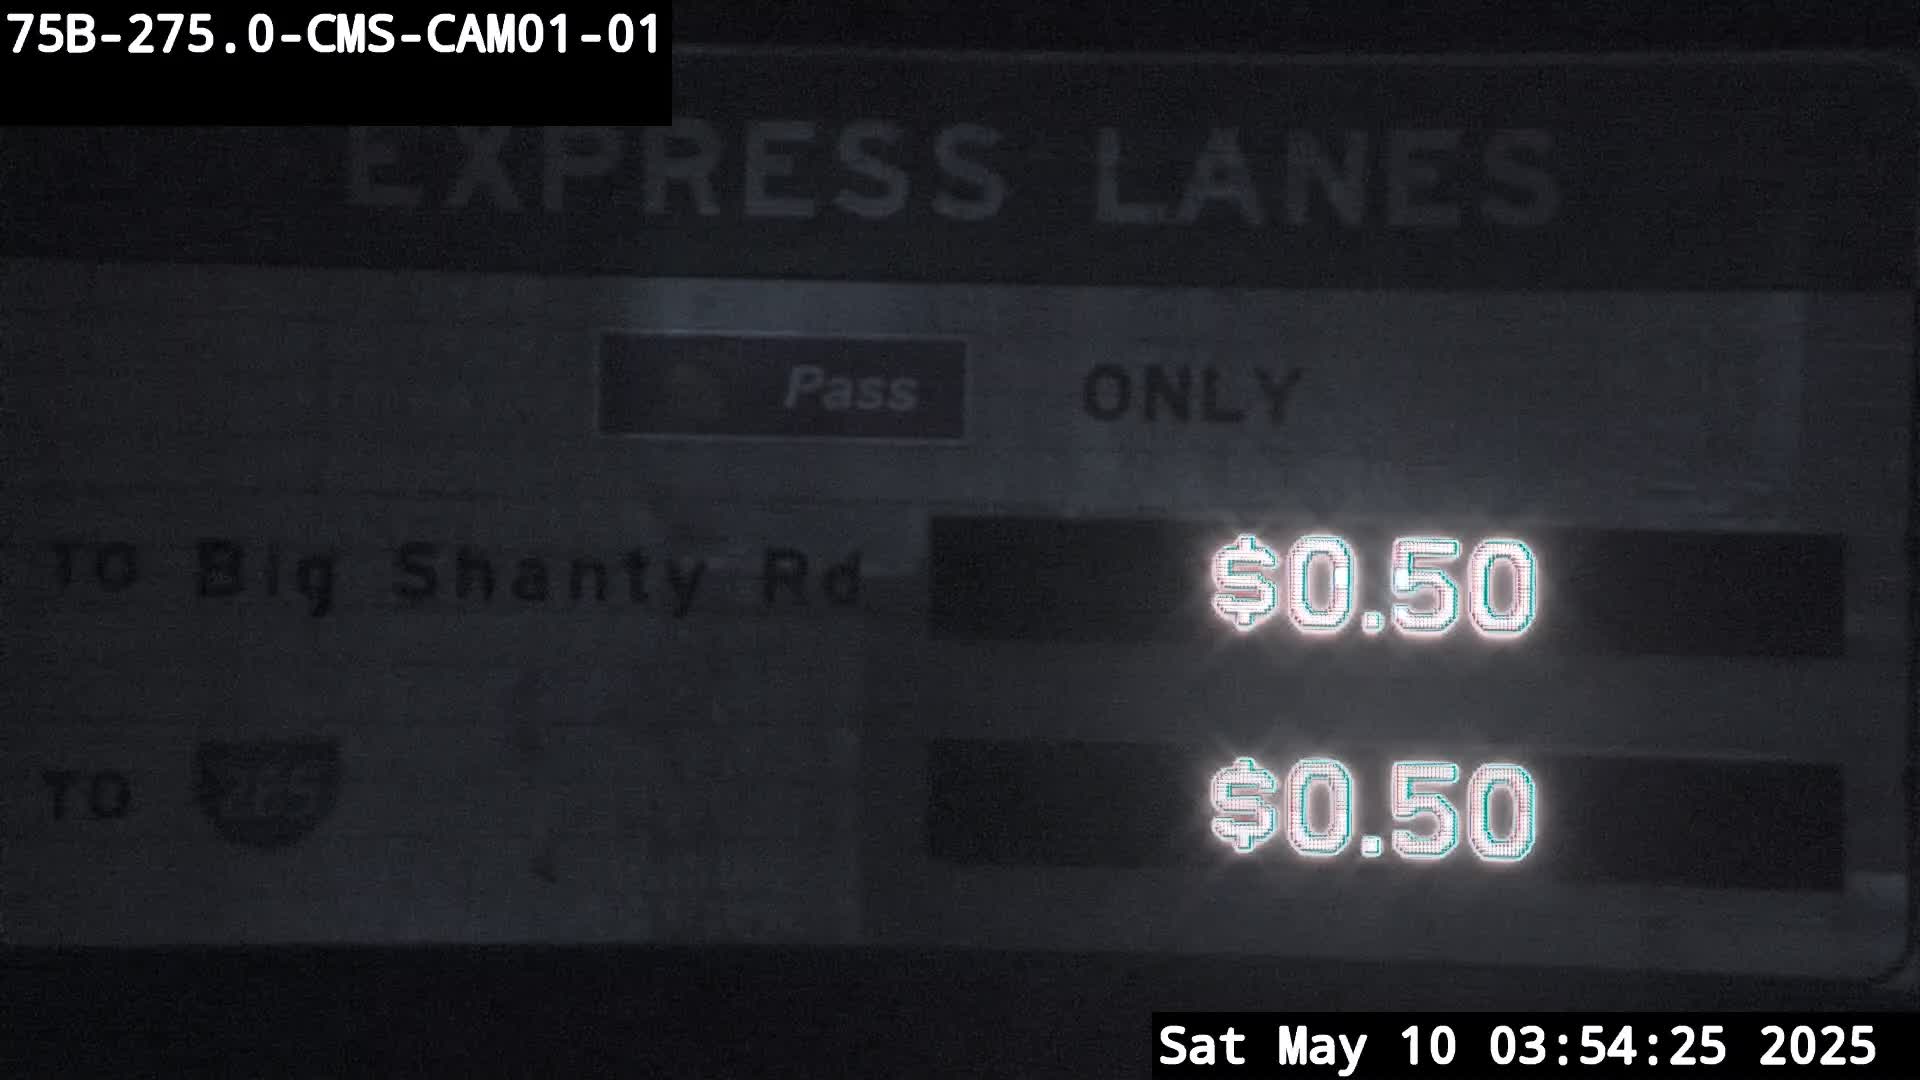 75B-275.0-CMS-CAM01-01
EXPRESS LANES
Pass ONLY
TO Big Shanty Rd $0.50
TO $0.50
Sat May 10 03:54:25 2025